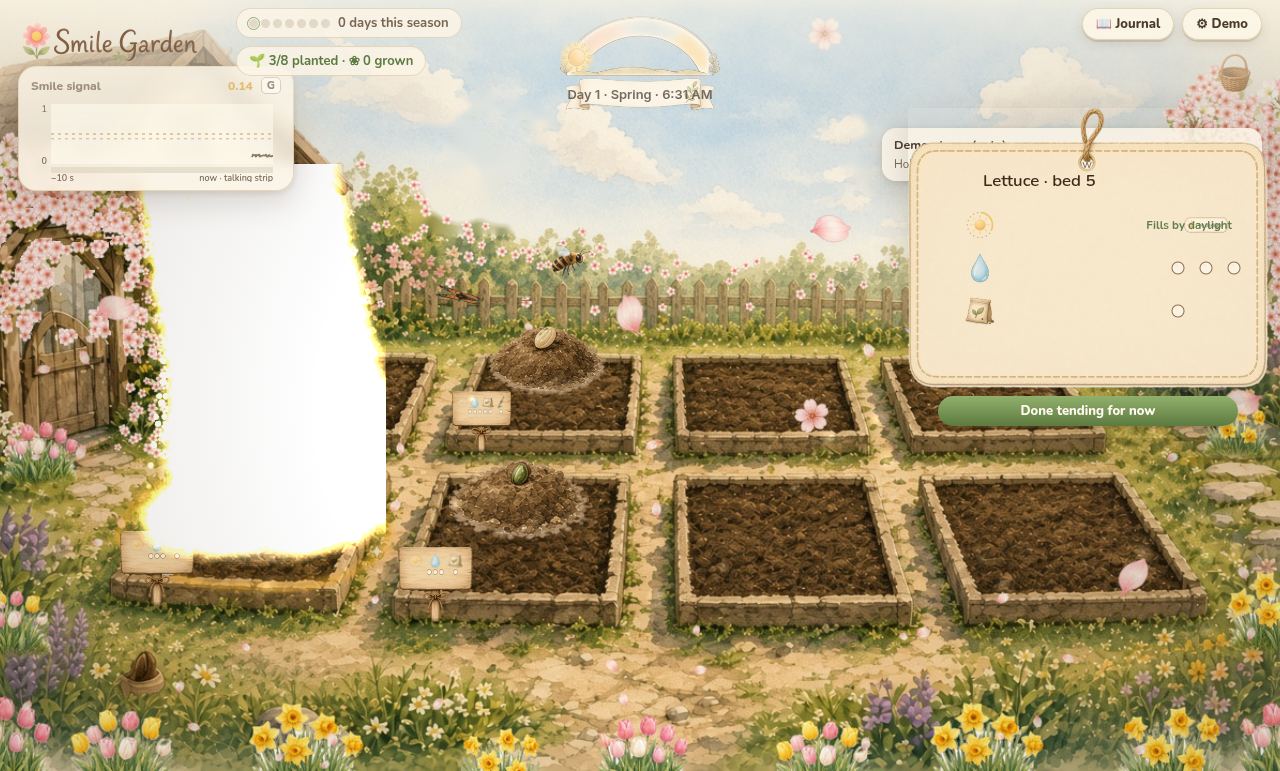 Smile Garden
0 days this season
3/8 planted · 0 grown
Smile signal 0.14 G
1
0
−10 s now · talking strip
Day 1 · Spring · 6:31 AM
Journal
Demo
Lettuce · bed 5
Fills by daylight
Done tending for now